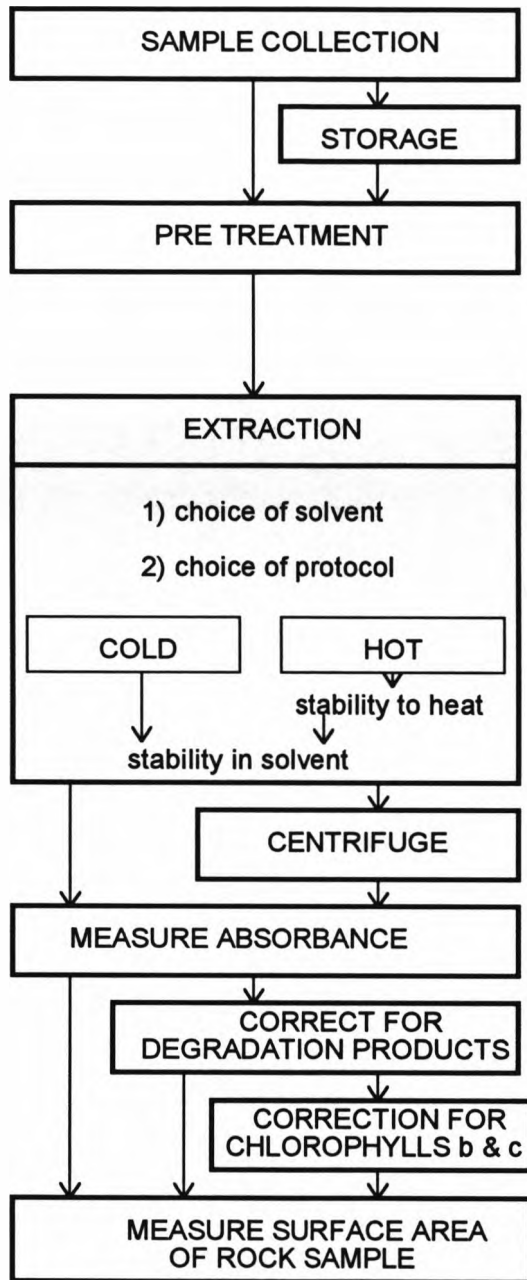 SAMPLE COLLECTION
STORAGE
PRE TREATMENT
EXTRACTION
1) choice of solvent
2) choice of protocol
COLD
HOT
stability to heat
stability in solvent
CENTRIFUGE
MEASURE ABSORBANCE
CORRECT FOR
DEGRADATION PRODUCTS
CORRECTION FOR
CHLOROPHYLLS b & c
MEASURE SURFACE AREA
OF ROCK SAMPLE